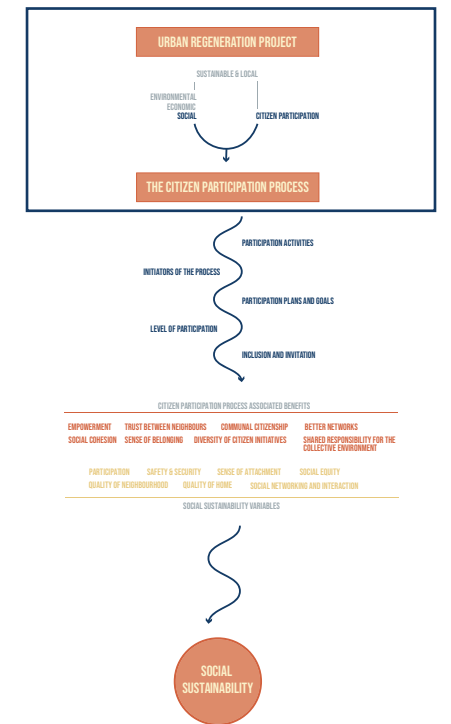 URBAN REGENERATION PROJECT
SUSTAINABLE & LOCAL
ENVIRONMENTAL
ECONOMIC
SOCIAL
CITIZEN PARTICIPATION
THE CITIZEN PARTICIPATION PROCESS
PARTICIPATION ACTIVITIES
INITIATORS OF THE PROCESS
PARTICIPATION PLANS AND GOALS
LEVEL OF PARTICIPATION
INCLUSION AND INVITATION
CITIZEN PARTICIPATION PROCESS ASSOCIATED BENEFITS
EMPOWERMENT TRUST BETWEEN NEIGHBOURS COMMUNAL CITIZENSHIP BETTER NETWORKS
SOCIAL COHESION SENSE OF BELONGING DIVERSITY OF CITIZEN INITIATIVES SHARED RESPONSIBILITY FOR THE
COLLECTIVE ENVIRONMENT
PARTICIPATION SAFETY & SECURITY SENSE OF ATTACHMENT SOCIAL EQUITY
QUALITY OF NEIGHBOURHOOD QUALITY OF HOME SOCIAL NETWORKING AND INTERACTION
SOCIAL SUSTAINABILITY VARIABLES
SOCIAL
SUSTAINABILITY